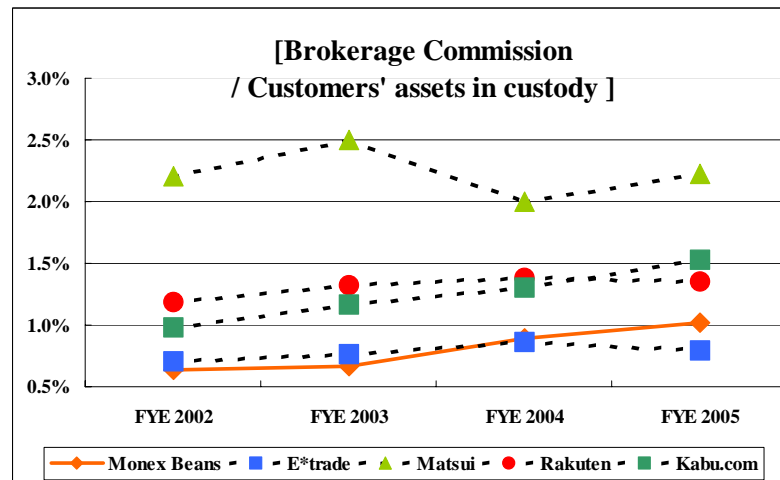 [Brokerage Commission
/ Customers' assets in custody ]
3.0%
2.5%
2.0%
1.5%
1.0%
0.5%
FYE 2002 FYE 2003 FYE 2004 FYE 2005
Monex Beans E*trade Matsui Rakuten Kabu.com